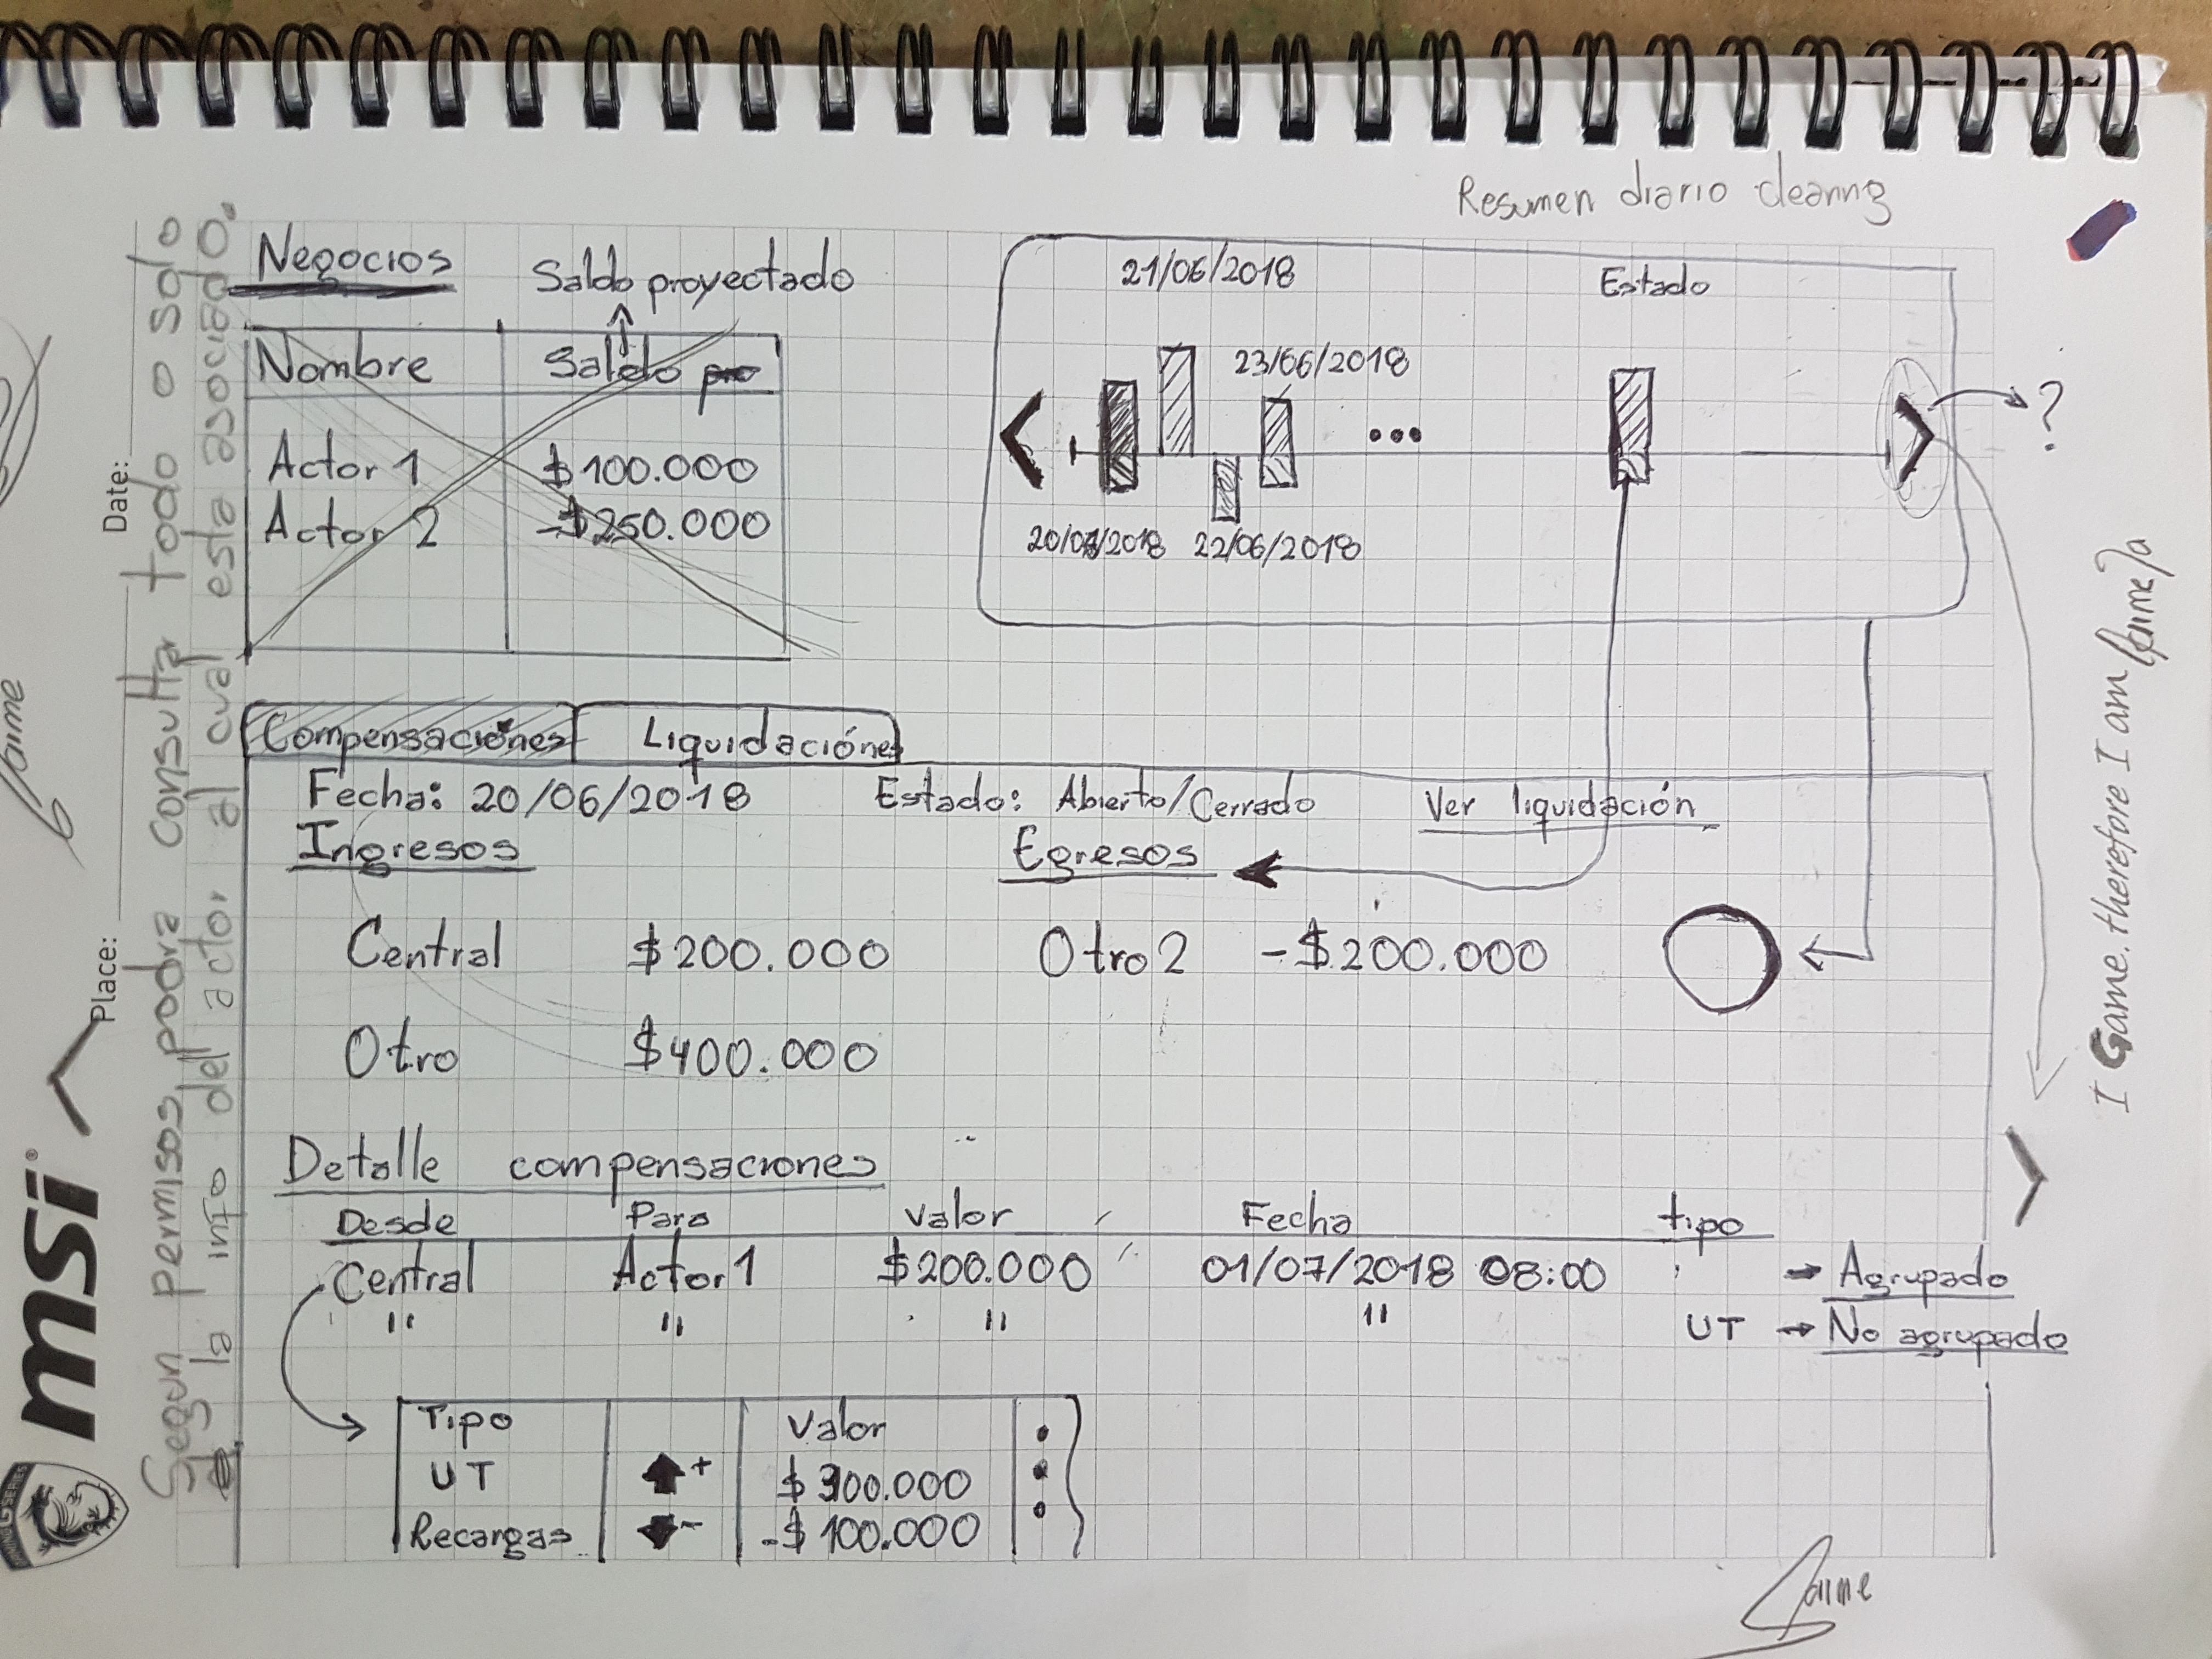 Resumen diario clearing
Negocios
Saldo proyectado
Nombre Saldo pro
Actor 1 $100.000
Actor 2 -$250.000
21/06/2018 Estado
23/06/2018
...
?
20/06/2018 22/06/2018
Compensaciones Liquidaciónes
Fecha: 20/06/2018 Estado: Abierto/Cerrado Ver liquidación
Ingresos Egresos
Central $200.000 Otro 2 -$200.000
Otro $400.000
Detalle compensaciones
Desde Para Valor Fecha tipo
Central Actor 1 $200.000 01/07/2018 08:00 → Agrupado
" " " " UT → No agrupado
Tipo Valor
UT + $300.000
Recargas - -$100.000
Segun permisos podra consultar todo o solo
la info del actor al cual esta asociado.
Place: Date:
msi
GAMING G SERIES
I Game. therefore I am